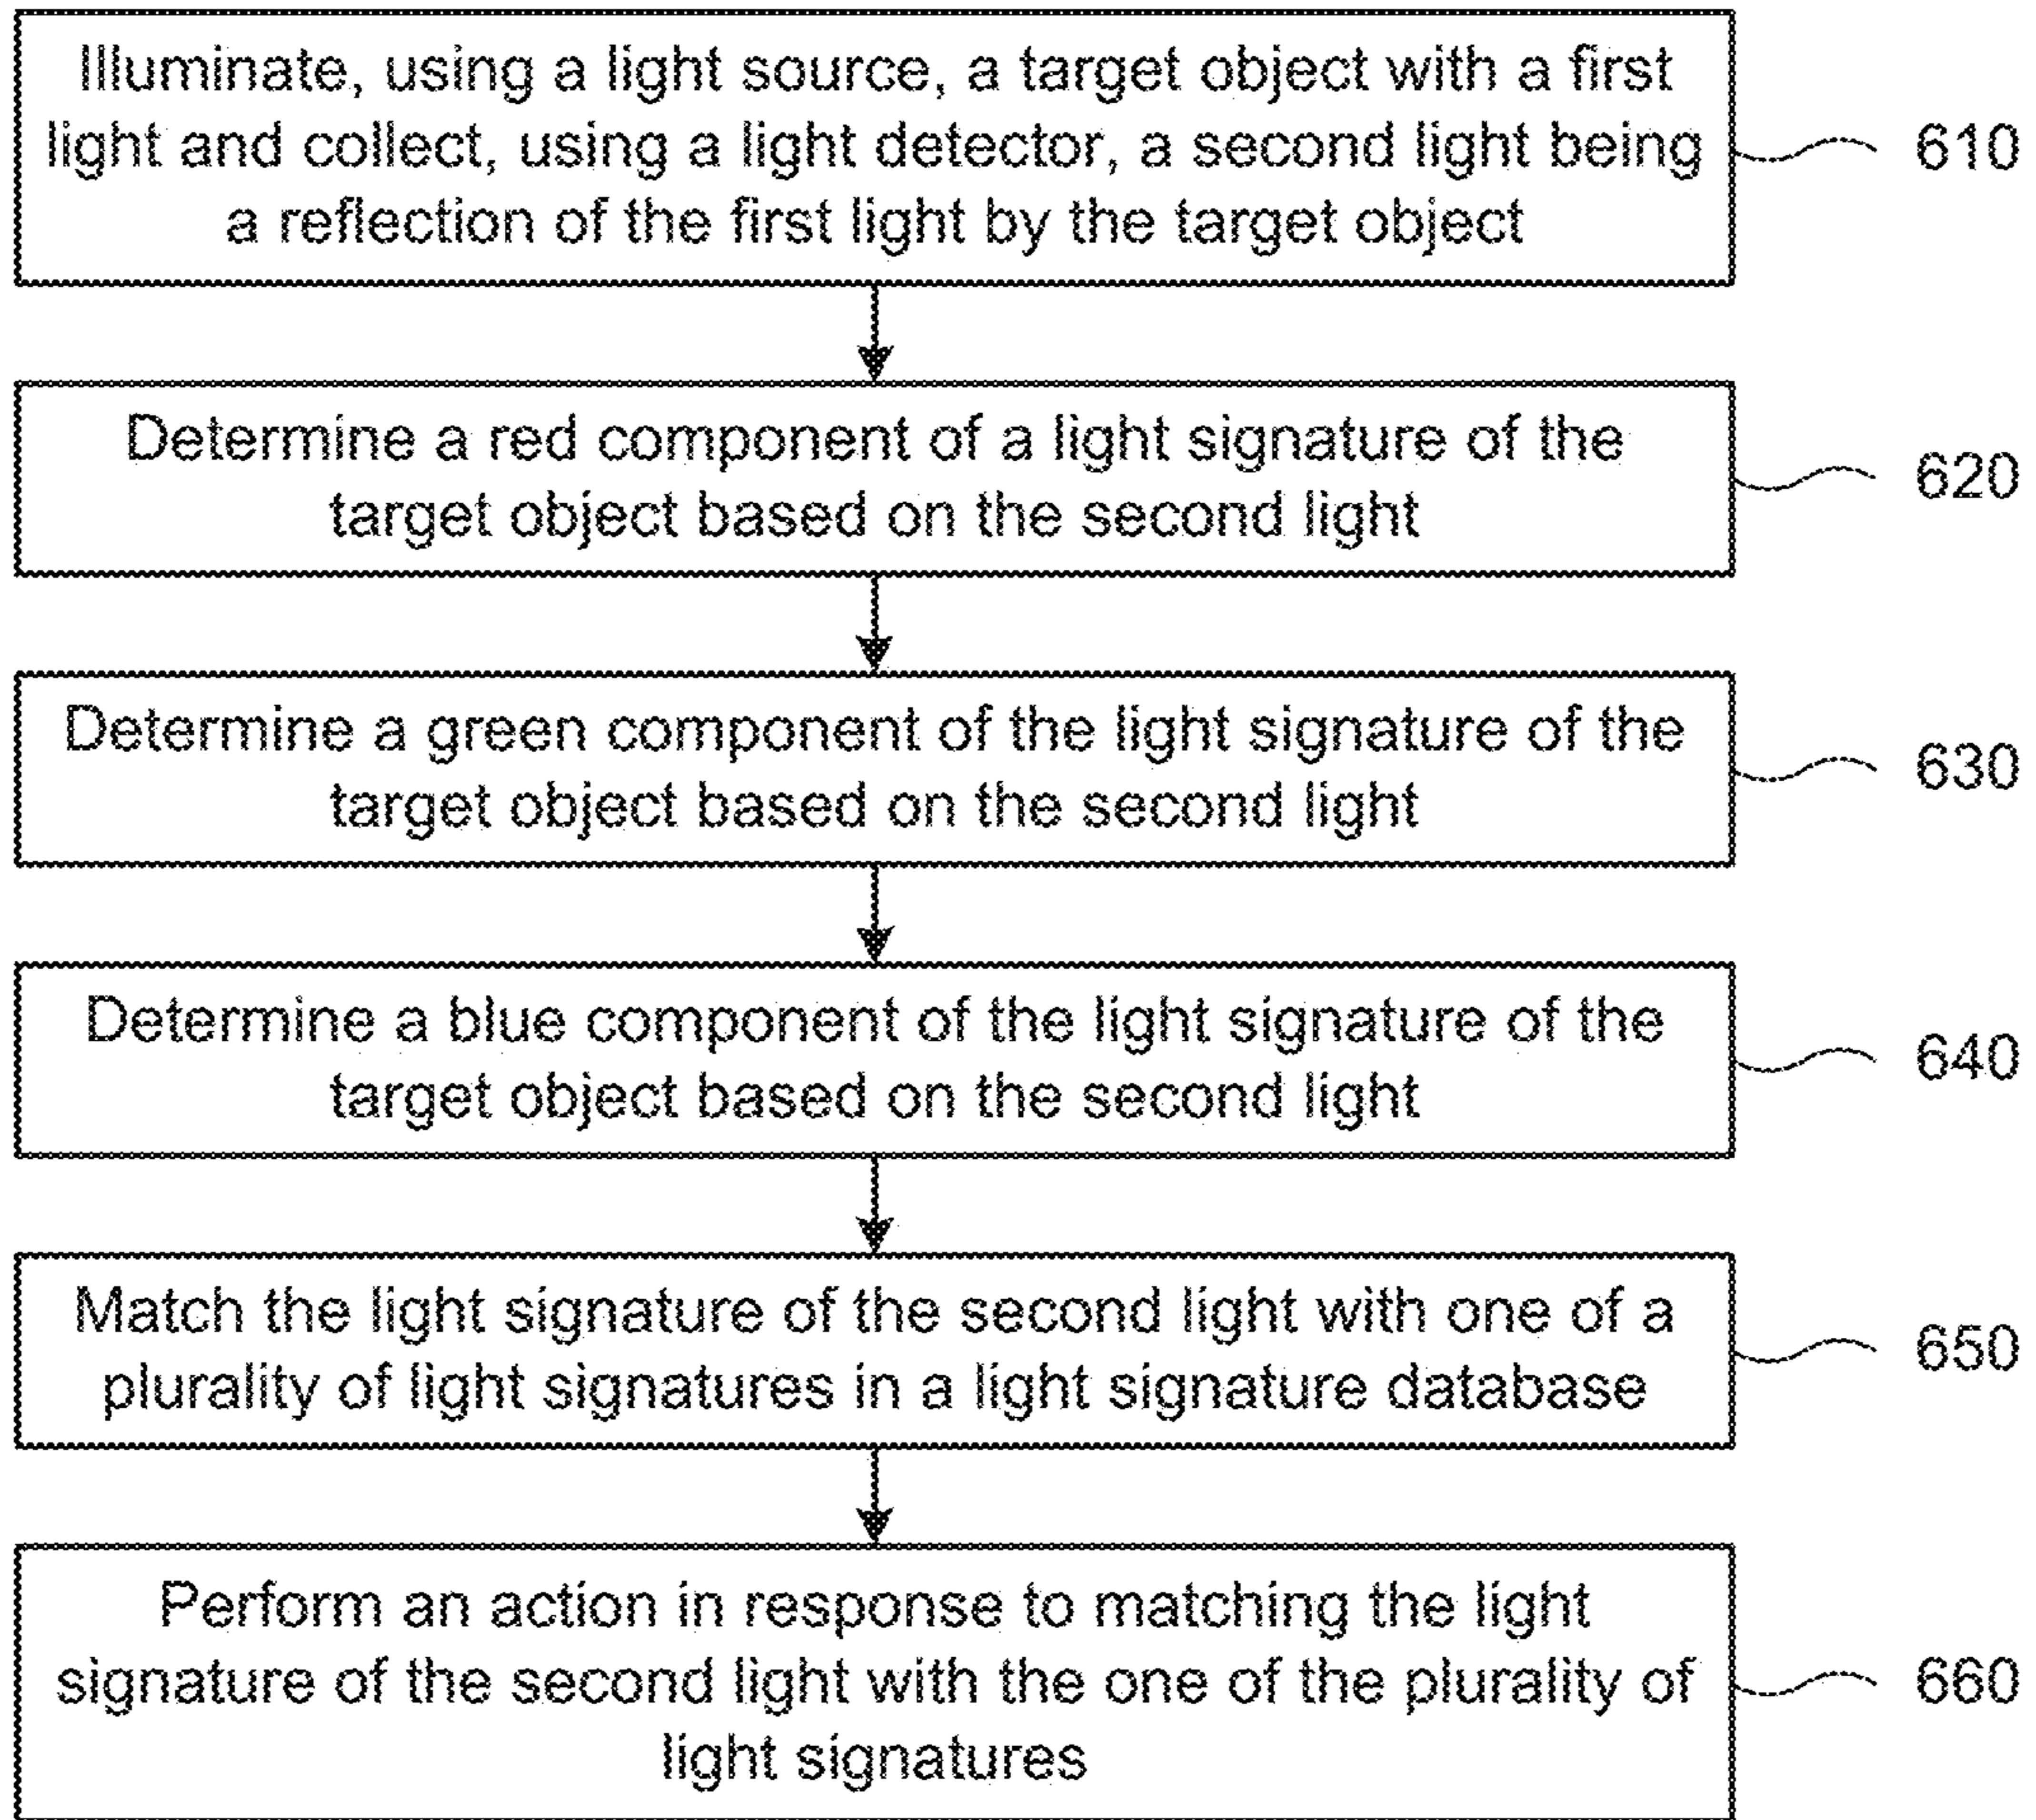 Illuminate, using a light source, a target object with a first
light and collect, using a light detector, a second light being
a reflection of the first light by the target object
610
Determine a red component of a light signature of the
target object based on the second light
620
Determine a green component of the light signature of the
target object based on the second light
630
Determine a blue component of the light signature of the
target object based on the second light
640
Match the light signature of the second light with one of a
plurality of light signatures in a light signature database
650
Perform an action in response to matching the light
signature of the second light with the one of the plurality of
light signatures
660